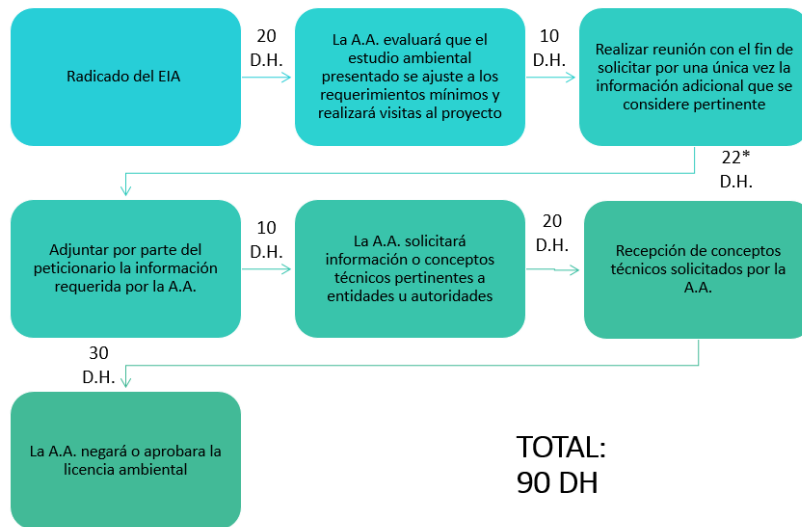 Radicado del EIA
20
D.H.
La A.A. evaluará que el
estudio ambiental
presentado se ajuste a los
requerimientos mínimos y
realizará visitas al proyecto
10
D.H.
Realizar reunión con el fin de
solicitar por una única vez la
información adicional que se
considere pertinente
22*
D.H.
Adjuntar por parte del
peticionario la información
requerida por la A.A.
10
D.H.
La A.A. solicitará
información o conceptos
técnicos pertinentes a
entidades u autoridades
20
D.H.
Recepción de conceptos
técnicos solicitados por la
A.A.
30
D.H.
La A.A. negará o aprobara la
licencia ambiental
TOTAL:
90 DH